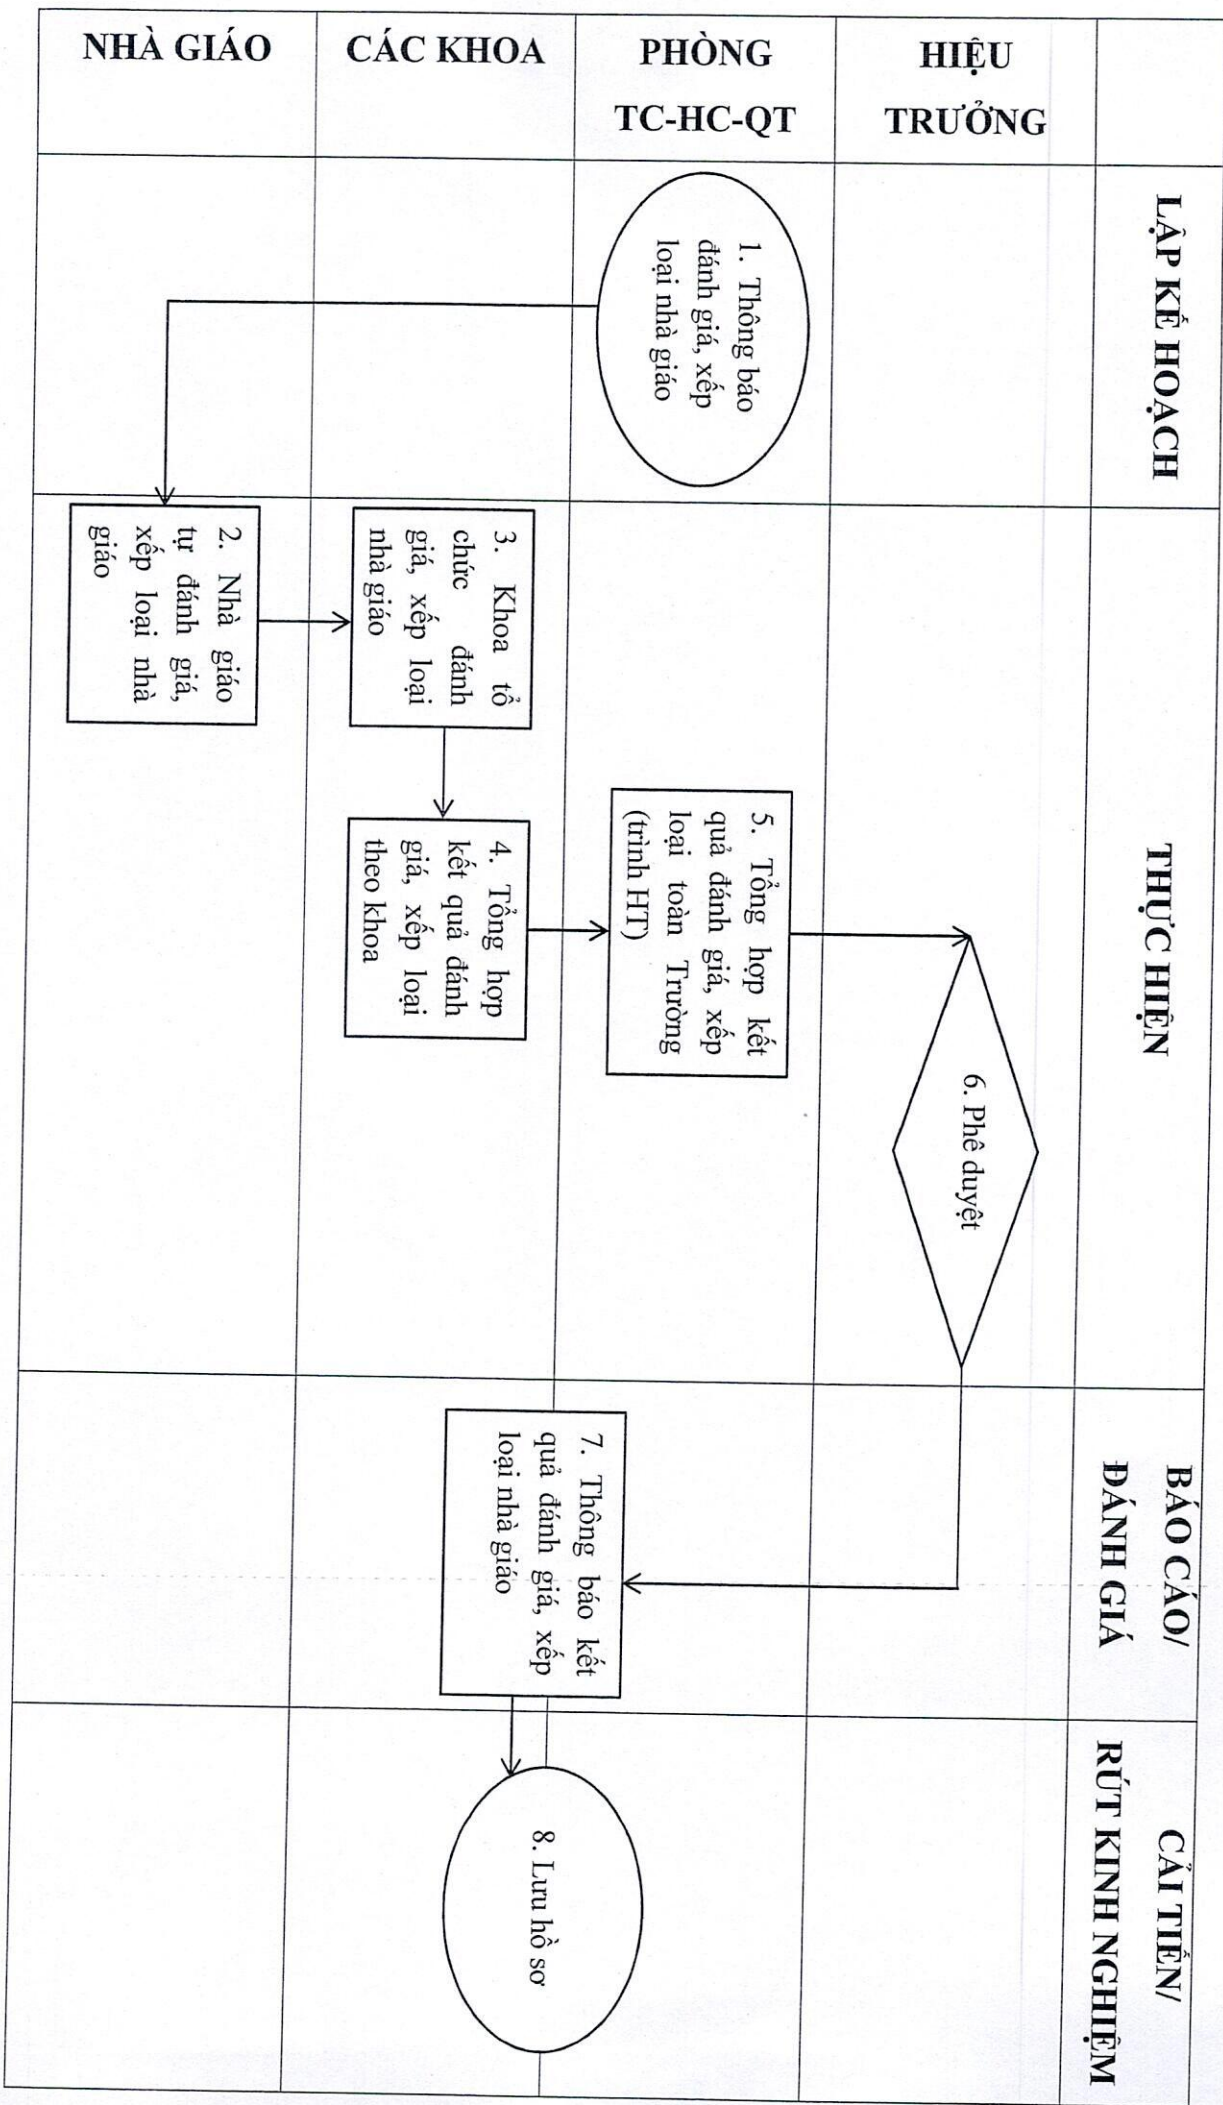 NHÀ GIÁO
CÁC KHOA
PHÒNG
TC-HC-QT
HIỆU
TRƯỞNG
LẬP KẾ HOẠCH
THỰC HIỆN
BÁO CÁO/
ĐÁNH GIÁ
CẢI TIẾN/
RÚT KINH NGHIỆM
1. Thông báo
đánh giá, xếp
loại nhà giáo
2. Nhà giáo
tự đánh giá,
xếp loại nhà
giáo
3. Khoa tổ
chức đánh
giá, xếp loại
nhà giáo
4. Tổng hợp
kết quả đánh
giá, xếp loại
theo khoa
5. Tổng hợp kết
quả đánh giá, xếp
loại toàn Trường
(trình HT)
6. Phê duyệt
7. Thông báo kết
quả đánh giá, xếp
loại nhà giáo
8. Lưu hồ sơ